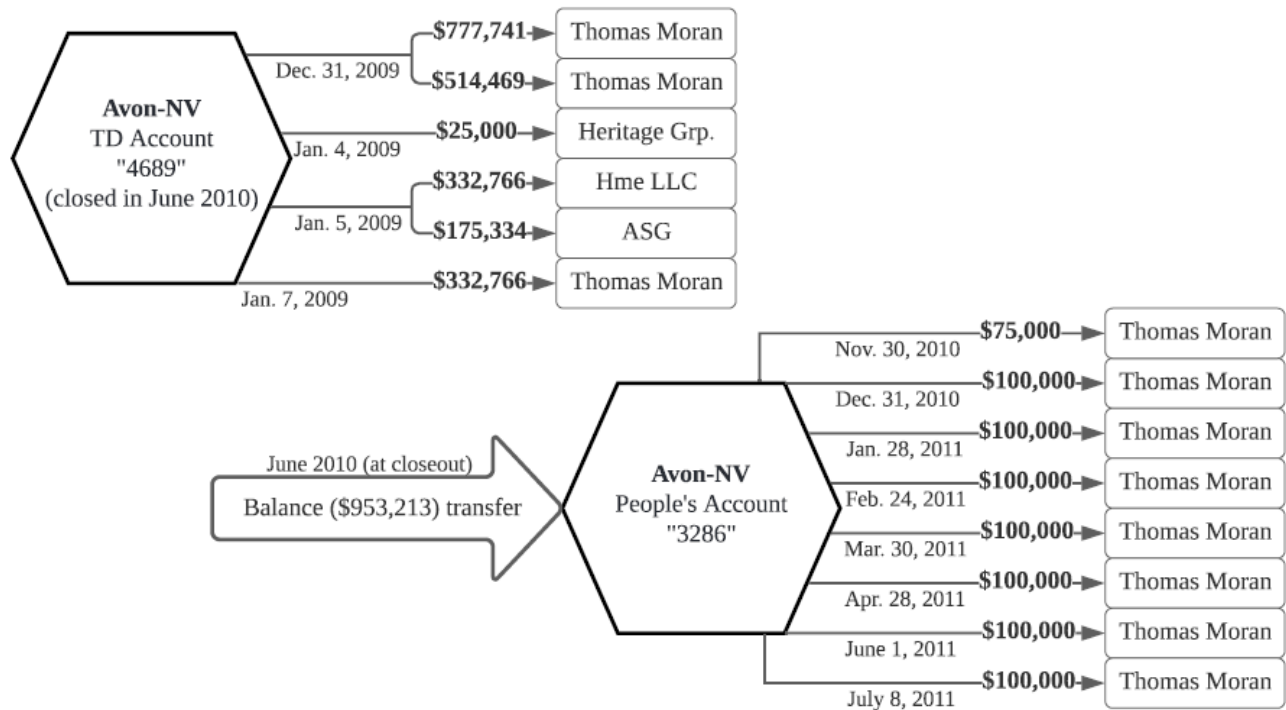 $777,741 Thomas Moran
Dec. 31, 2009
$514,469 Thomas Moran
Avon-NV
TD Account
"4689"
(closed in June 2010)
$25,000 Heritage Grp.
Jan. 4, 2009
$332,766 Hme LLC
Jan. 5, 2009
$175,334 ASG
$332,766 Thomas Moran
Jan. 7, 2009
June 2010 (at closeout)
Balance ($953,213) transfer
Avon-NV
People's Account
"3286"
$75,000 Thomas Moran
Nov. 30, 2010
$100,000 Thomas Moran
Dec. 31, 2010
$100,000 Thomas Moran
Jan. 28, 2011
$100,000 Thomas Moran
Feb. 24, 2011
$100,000 Thomas Moran
Mar. 30, 2011
$100,000 Thomas Moran
Apr. 28, 2011
$100,000 Thomas Moran
June 1, 2011
$100,000 Thomas Moran
July 8, 2011